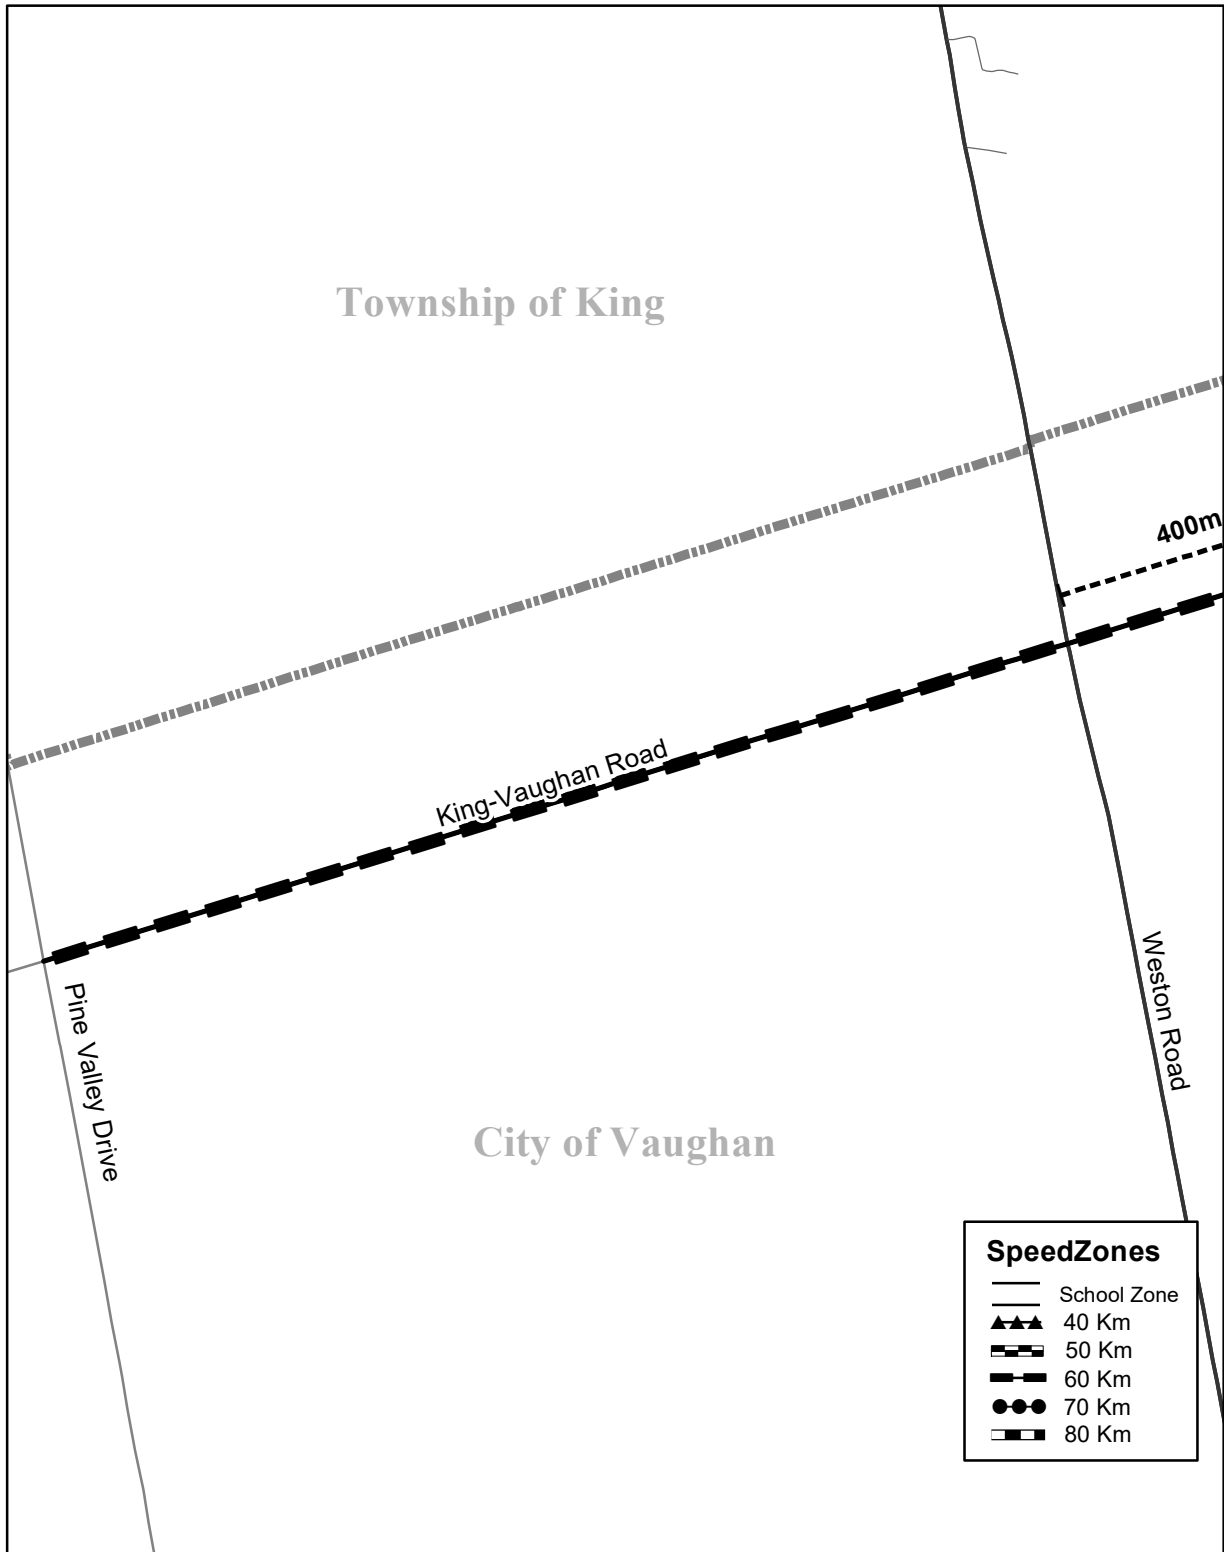 Township of King
400m
King-Vaughan Road
Weston Road
Pine Valley Drive
City of Vaughan
SpeedZones
School Zone
40 Km
50 Km
60 Km
70 Km
80 Km